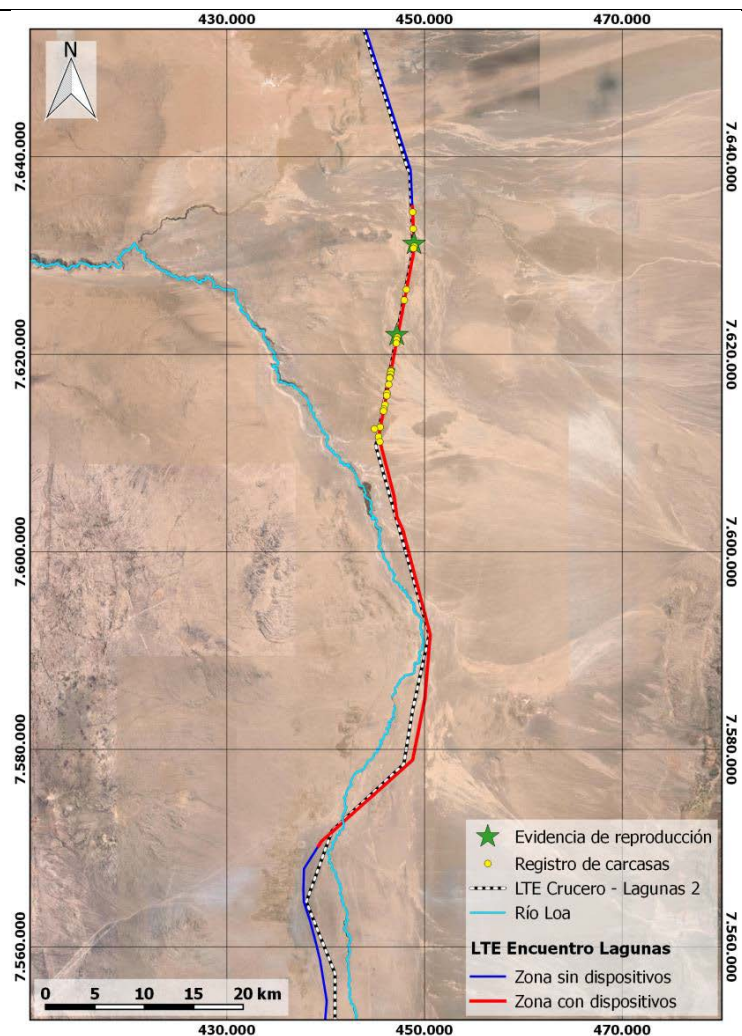 430.000 450.000 470.000
N
7.640.000 7.640.000
7.620.000 7.620.000
7.600.000 7.600.000
7.580.000 7.580.000
7.560.000 7.560.000
Evidencia de reproducción
Registro de carcasas
LTE Crucero - Lagunas 2
Río Loa
LTE Encuentro Lagunas
Zona sin dispositivos
Zona con dispositivos
0 5 10 15 20 km
430.000 450.000 470.000